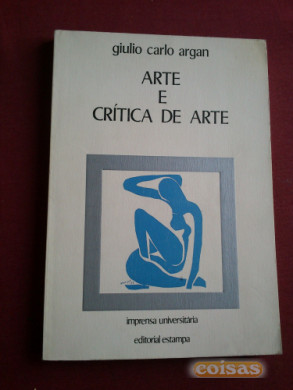 giulio carlo argan
ARTE
E
CRÍTICA DE ARTE
imprensa universitária
editorial estampa
coisas